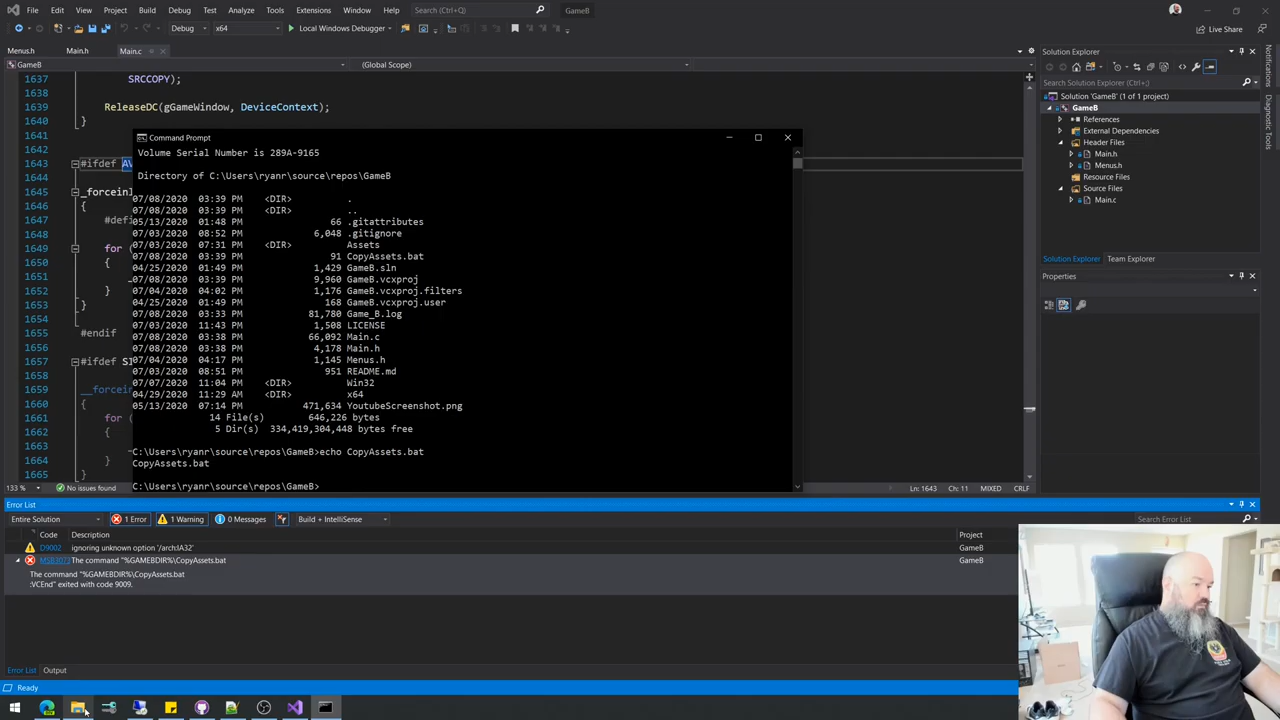 File Edit View Project Build Debug Test Analyze Tools Extensions Window Help Search (Ctrl+Q) GameB
Debug x64 Local Windows Debugger Live Share
Menus.h Main.h Main.c
GameB (Global Scope)
1637 SRCCOPY);
1638
1639 ReleaseDC(gGameWindow, DeviceContext);
1640 }
1641
1642
1643 #ifdef AV
1644
1645 _forcein
1646 {
1647 #defi
1648
1649 for (
1650 {
1651
1652 }
1653 }
1654
1655 #endif
1656
1657 #ifdef SI
1658
1659 __forcein
1660 {
1661 for (
1662 {
1663
1664 }
1665 }
Command Prompt
Volume Serial Number is 289A-9165
Directory of C:\Users\ryanr\source\repos\GameB
07/08/2020 03:39 PM <DIR> .
07/08/2020 03:39 PM <DIR> ..
05/13/2020 01:48 PM 66 .gitattributes
07/03/2020 08:52 PM 6,048 .gitignore
07/03/2020 07:31 PM <DIR> Assets
07/08/2020 03:39 PM 91 CopyAssets.bat
04/25/2020 01:49 PM 1,429 GameB.sln
07/08/2020 03:39 PM 9,960 GameB.vcxproj
07/04/2020 04:02 PM 1,176 GameB.vcxproj.filters
04/25/2020 01:49 PM 168 GameB.vcxproj.user
07/08/2020 03:33 PM 81,780 Game_B.log
07/03/2020 11:43 PM 1,508 LICENSE
07/08/2020 03:38 PM 66,092 Main.c
07/08/2020 03:38 PM 4,178 Main.h
07/04/2020 04:17 PM 1,145 Menus.h
07/03/2020 08:51 PM 951 README.md
07/07/2020 11:04 PM <DIR> Win32
04/29/2020 11:29 AM <DIR> x64
05/13/2020 07:14 PM 471,634 YoutubeScreenshot.png
14 File(s) 646,226 bytes
5 Dir(s) 334,419,304,448 bytes free
C:\Users\ryanr\source\repos\GameB>echo CopyAssets.bat
CopyAssets.bat
C:\Users\ryanr\source\repos\GameB>
133 % No issues found Ln: 1643 Ch: 11 MIXED CRLF
Solution Explorer
Search Solution Explorer (Ctrl+;)
Solution 'GameB' (1 of 1 project)
GameB
References
External Dependencies
Header Files
Main.h
Menus.h
Resource Files
Source Files
Main.c
Solution Explorer Team Explorer
Properties
Notifications
Diagnostic Tools
Error List
Entire Solution 1 Error 1 Warning 0 Messages Build + IntelliSense Search Error List
Code Description Project
D9002 ignoring unknown option '/arch:IA32' GameB
MSB3073 The command "%GAMEBDIR%\CopyAssets.bat GameB
The command "%GAMEBDIR%\CopyAssets.bat
:VCEnd" exited with code 9009.
Error List Output
Ready